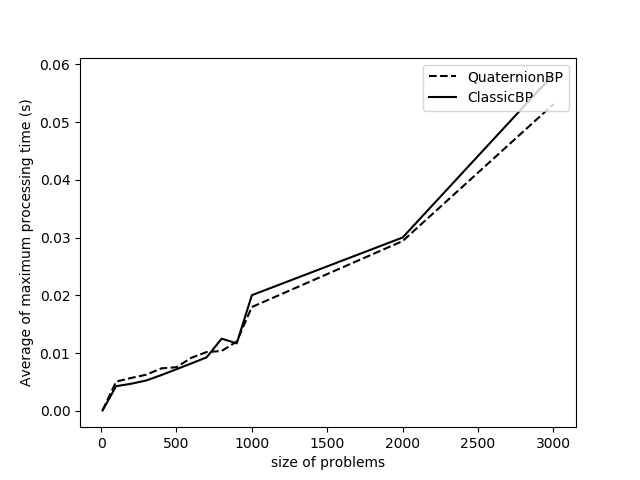 QuaternionBP
ClassicBP
0.06
0.05
0.04
0.03
0.02
0.01
0.00
Average of maximum processing time (s)
0 500 1000 1500 2000 2500 3000
size of problems